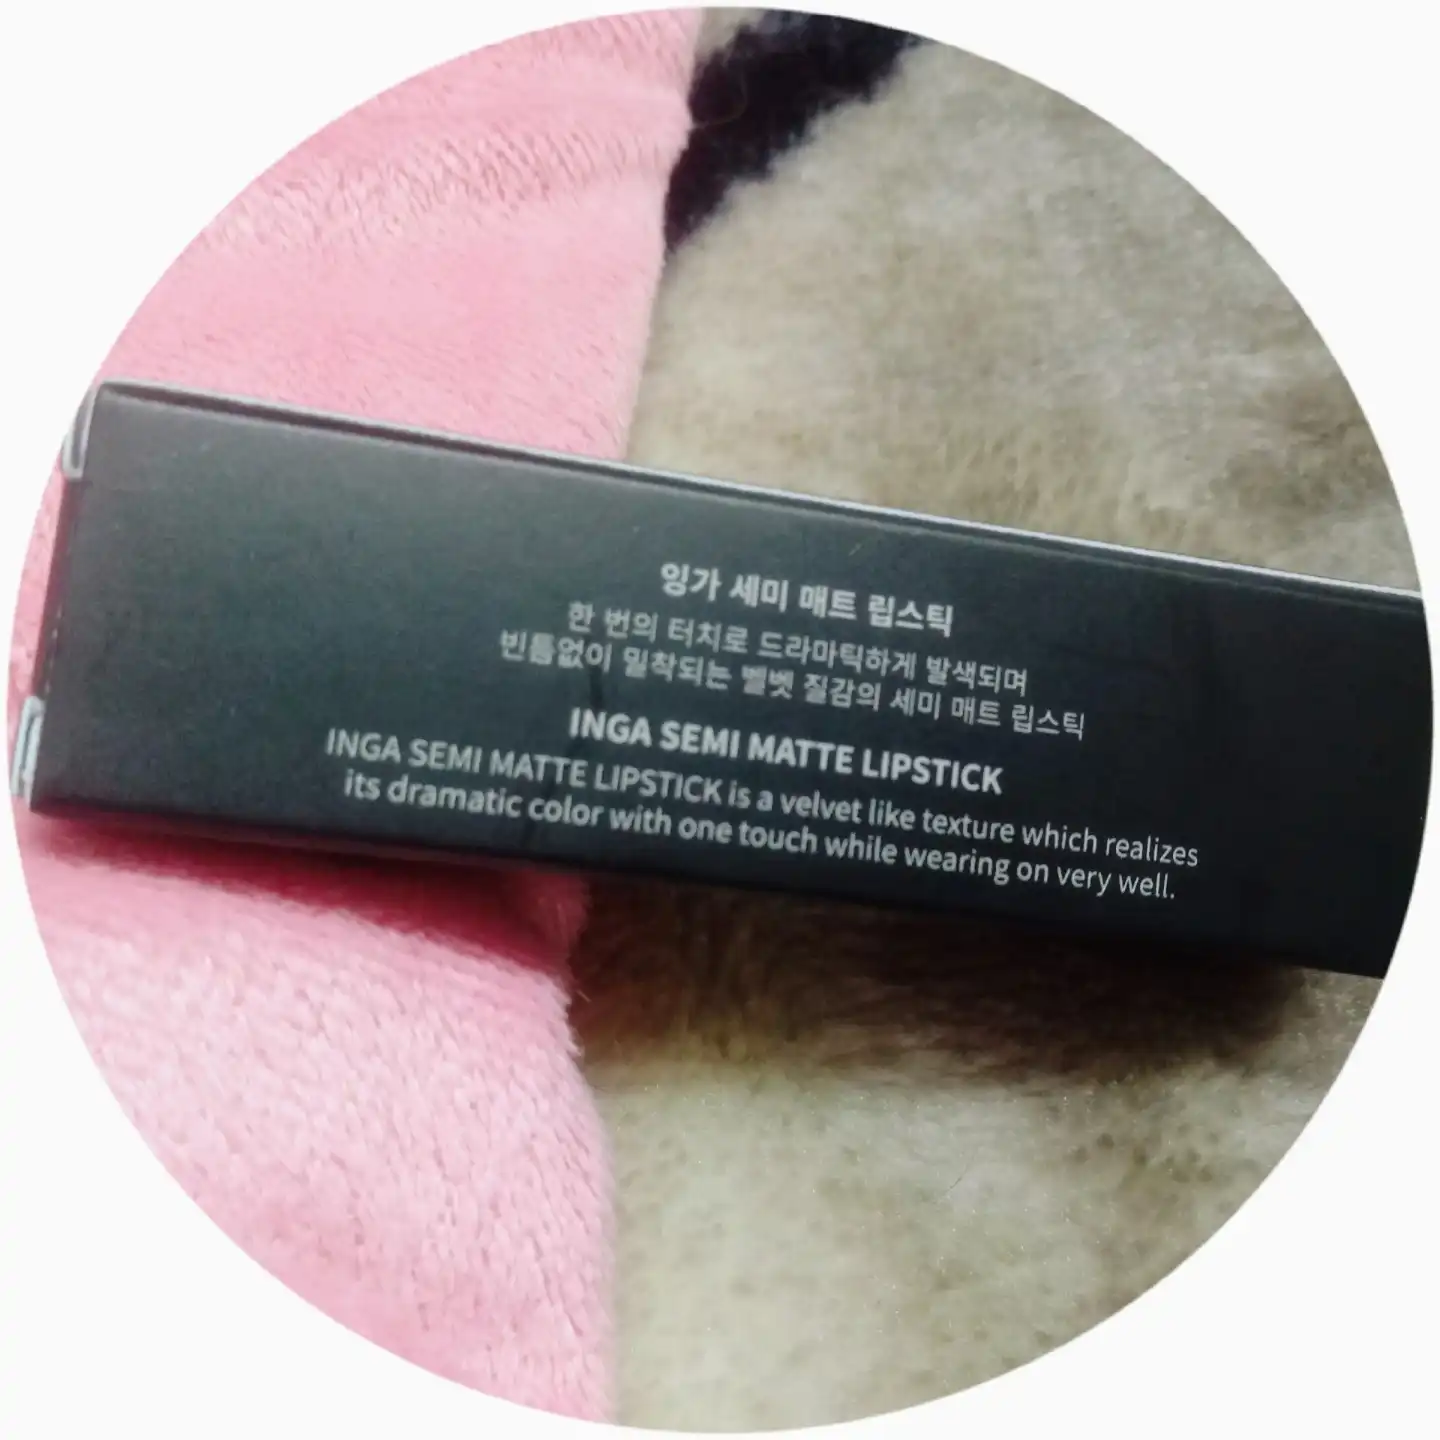 잉가 세미 매트 립스틱
한 번의 터치로 드라마틱하게 발색되며
빈틈없이 밀착되는 벨벳 질감의 세미 매트 립스틱
INGA SEMI MATTE LIPSTICK
INGA SEMI MATTE LIPSTICK is a velvet like texture which realizes
its dramatic color with one touch while wearing on very well.